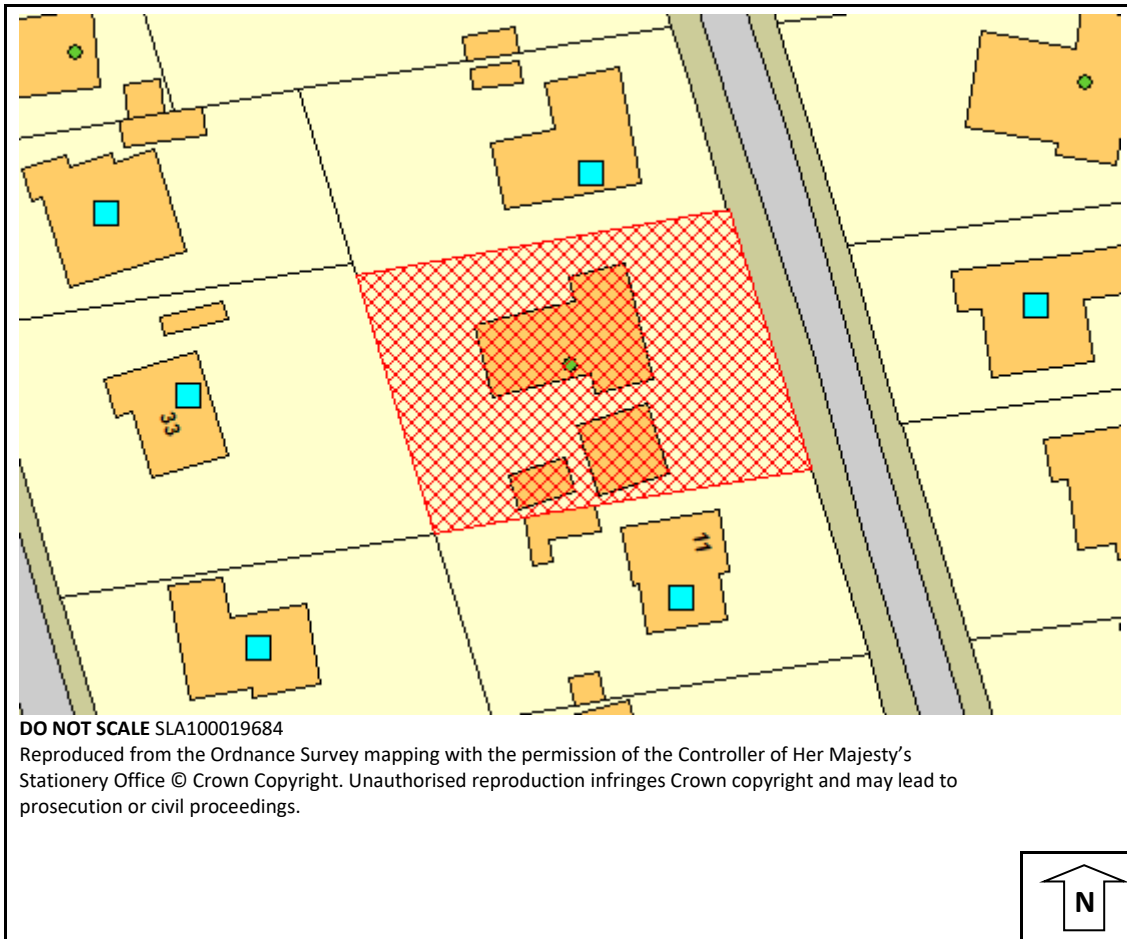 33
11
DO NOT SCALE SLA100019684
Reproduced from the Ordnance Survey mapping with the permission of the Controller of Her Majesty’s
Stationery Office © Crown Copyright. Unauthorised reproduction infringes Crown copyright and may lead to
prosecution or civil proceedings.
N